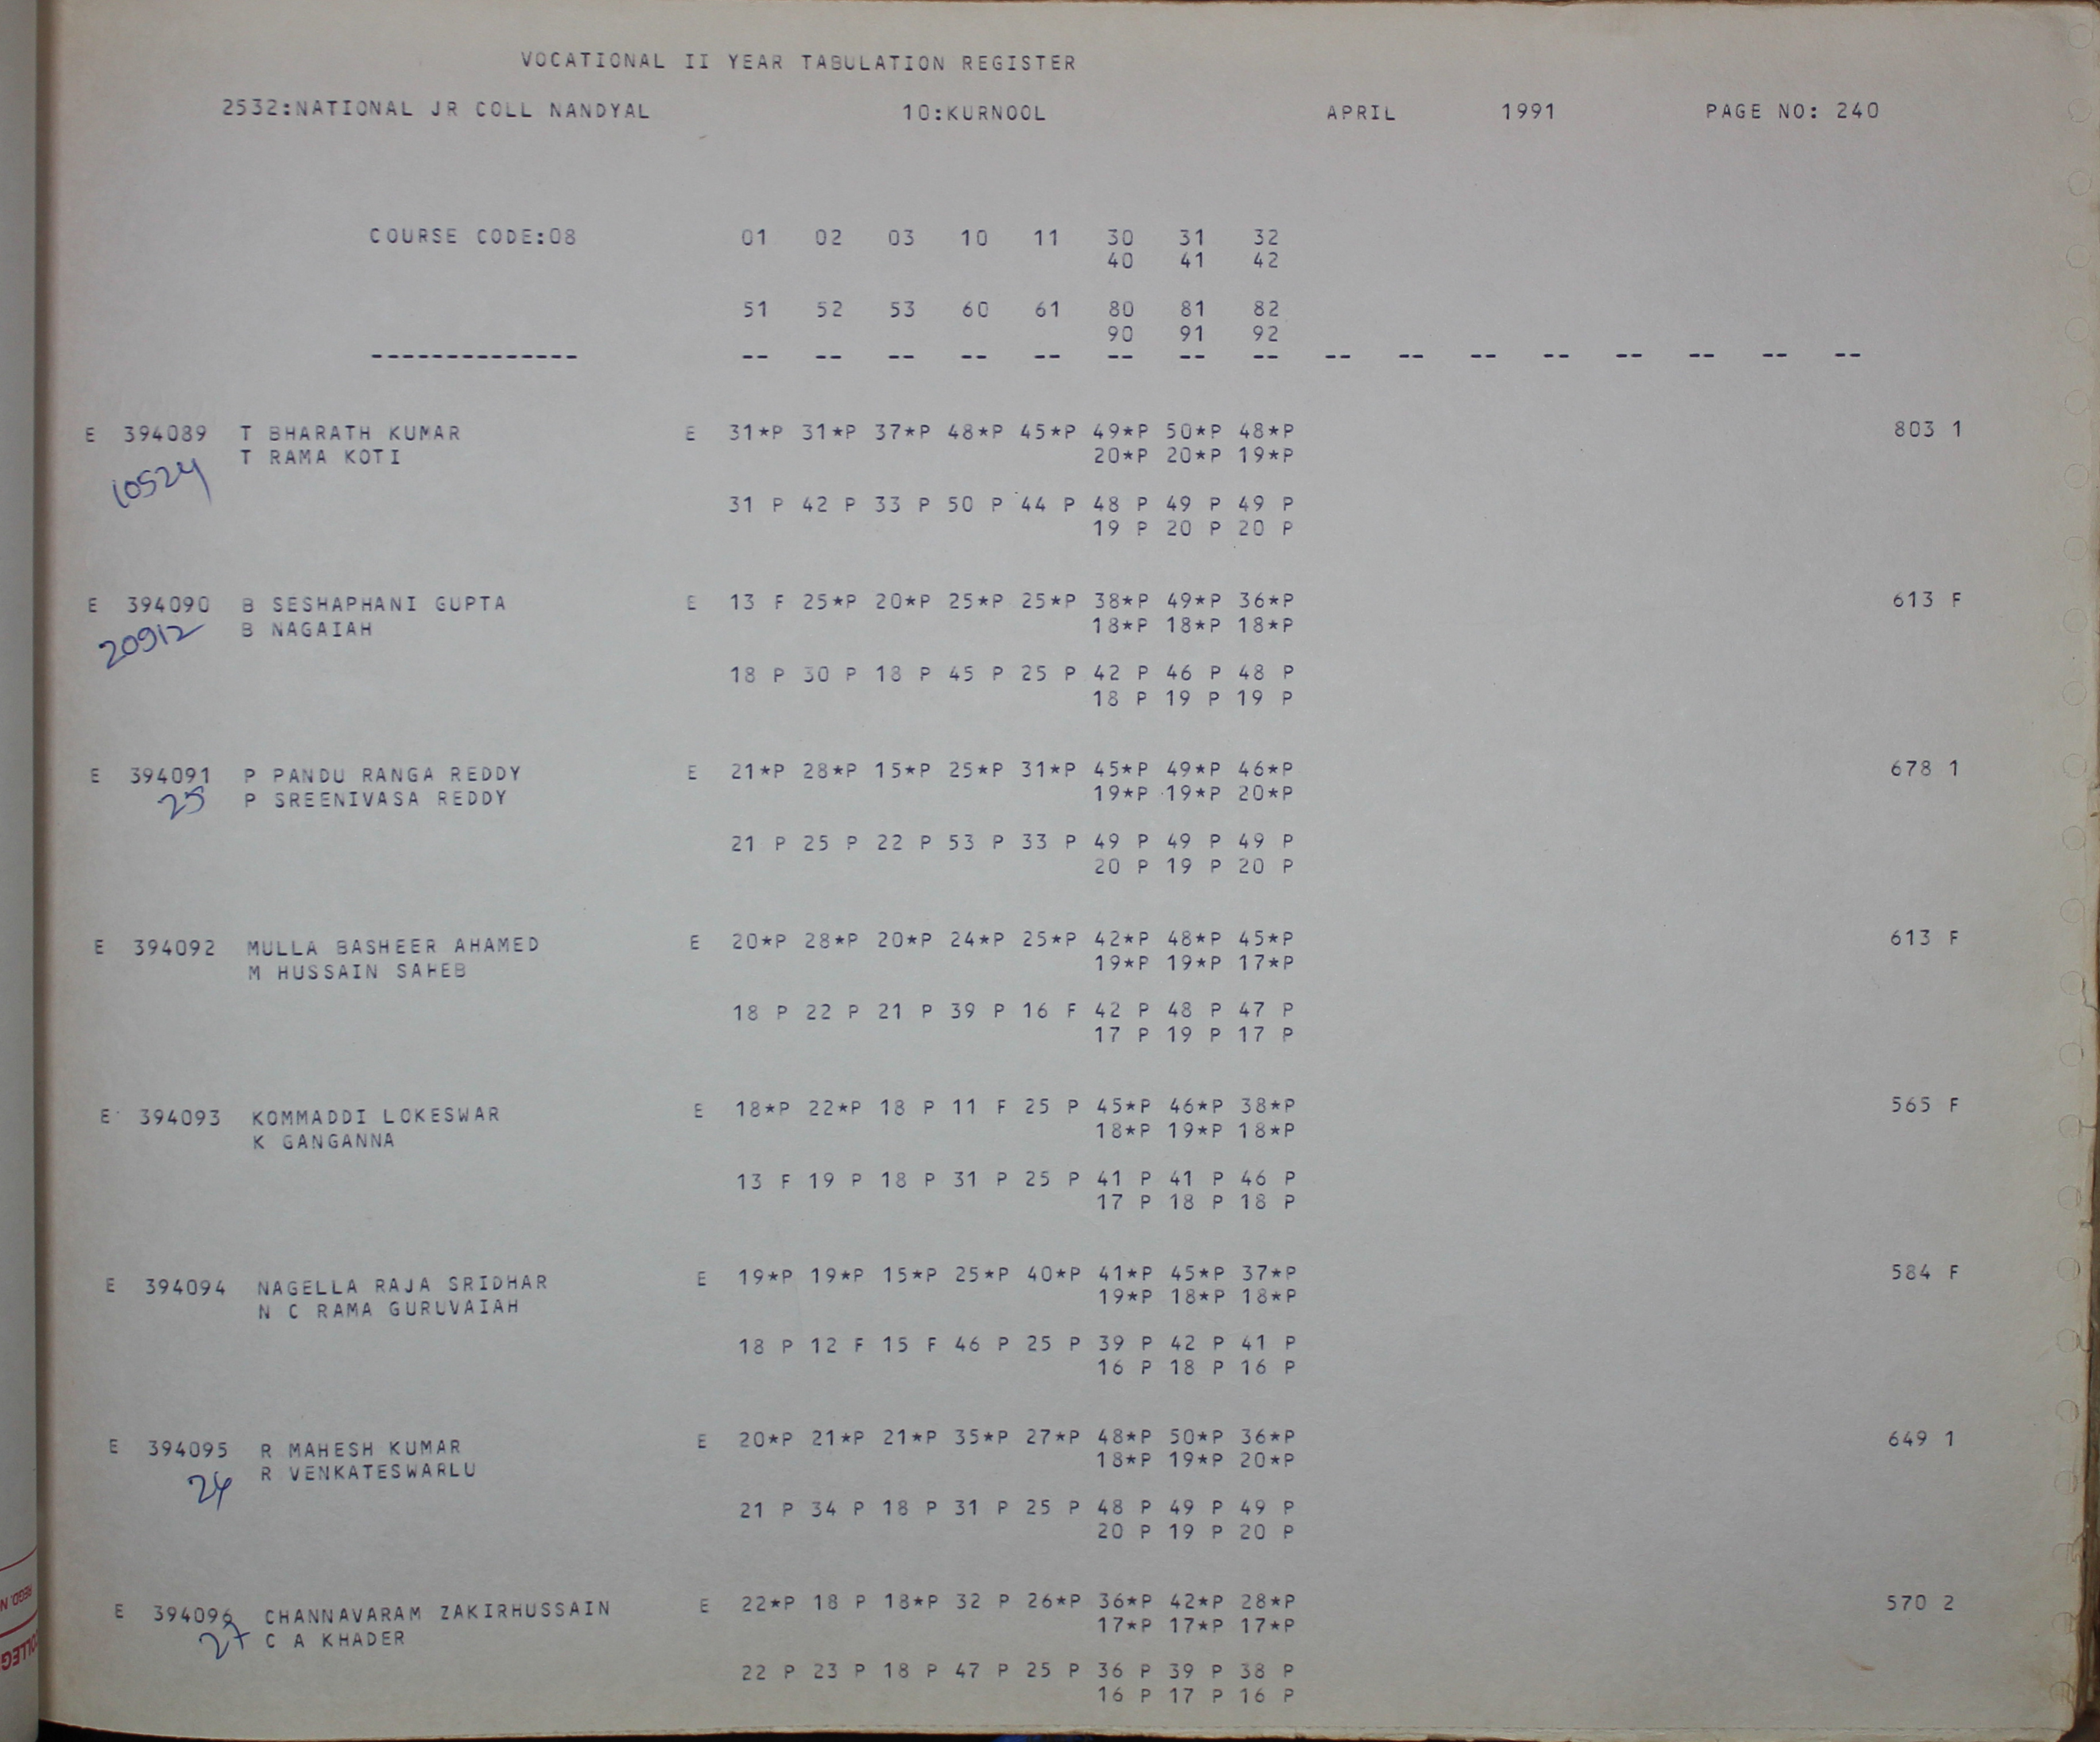 VOCATIONAL II YEAR TABULATION REGISTER
2532:NATIONAL JR COLL NANDYAL 10:KURNOOL APRIL 1991 PAGE NO: 240
COURSE CODE:08 01 02 03 10 11 30 31 32
40 41 42
51 52 53 60 61 80 81 82
90 91 92
-------------- -- -- -- -- -- -- -- -- -- -- -- -- -- -- -- --
E 394089 T BHARATH KUMAR E 31*P 31*P 37*P 48*P 45*P 49*P 50*P 48*P 803 1
T RAMA KOTI 20*P 20*P 19*P
10524
31 P 42 P 33 P 50 P 44 P 48 P 49 P 49 P
19 P 20 P 20 P
E 394090 B SESHAPHANI GUPTA E 13 F 25*P 20*P 25*P 25*P 38*P 49*P 36*P 613 F
20912 B NAGAIAH 18*P 18*P 18*P
18 P 30 P 18 P 45 P 25 P 42 P 46 P 48 P
18 P 19 P 19 P
E 394091 P PANDU RANGA REDDY E 21*P 28*P 15*P 25*P 31*P 45*P 49*P 46*P 678 1
25 P SREENIVASA REDDY 19*P 19*P 20*P
21 P 25 P 22 P 53 P 33 P 49 P 49 P 49 P
20 P 19 P 20 P
E 394092 MULLA BASHEER AHAMED E 20*P 28*P 20*P 24*P 25*P 42*P 48*P 45*P 613 F
M HUSSAIN SAHEB 19*P 19*P 17*P
18 P 22 P 21 P 39 P 16 F 42 P 48 P 47 P
17 P 19 P 17 P
E 394093 KOMMADDI LOKESWAR E 18*P 22*P 18 P 11 F 25 P 45*P 46*P 38*P 565 F
K GANGANNA 18*P 19*P 18*P
13 F 19 P 18 P 31 P 25 P 41 P 41 P 46 P
17 P 18 P 18 P
E 394094 NAGELLA RAJA SRIDHAR E 19*P 19*P 15*P 25*P 40*P 41*P 45*P 37*P 584 F
N C RAMA GURUVAIAH 19*P 18*P 18*P
18 P 12 F 15 F 46 P 25 P 39 P 42 P 41 P
16 P 18 P 16 P
E 394095 R MAHESH KUMAR E 20*P 21*P 21*P 35*P 27*P 48*P 50*P 36*P 649 1
R VENKATESWARLU 18*P 19*P 20*P
24
21 P 34 P 18 P 31 P 25 P 48 P 49 P 49 P
20 P 19 P 20 P
E 394096 CHANNAVARAM ZAKIRHUSSAIN E 22*P 18 P 18*P 32 P 26*P 36*P 42*P 28*P 570 2
27 C A KHADER 17*P 17*P 17*P
22 P 23 P 18 P 47 P 25 P 36 P 39 P 38 P
16 P 17 P 16 P